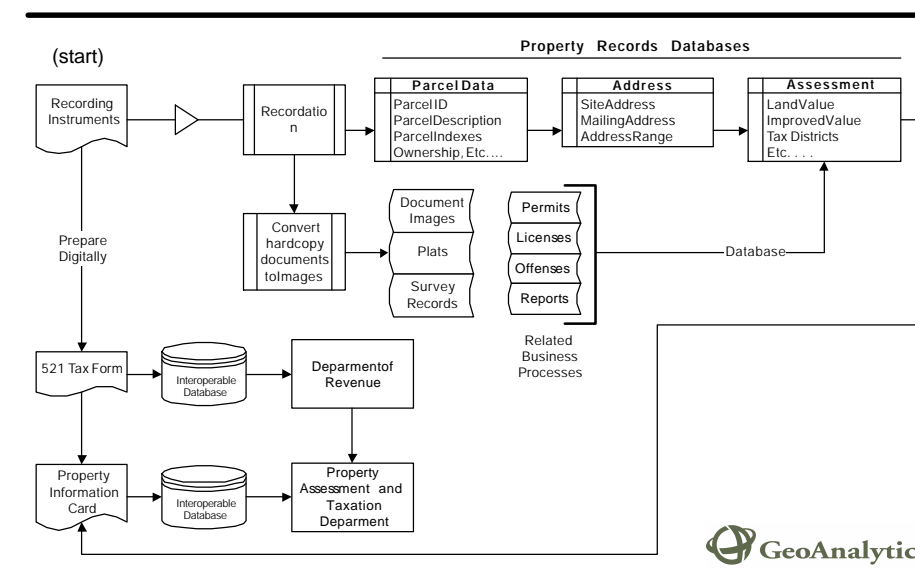 Property Records Databases
(start)
Recording
Instruments
Recordatio
n
Parcel Data
ParcelID
ParcelDescription
ParcelIndexes
Ownership, Etc....
Address
SiteAddress
MailingAddress
AddressRange
Assessment
LandValue
ImprovedValue
Tax Districts
Etc. . . .
Prepare
Digitally
Convert
hardcopy
documents
toImages
Document
Images
Plats
Survey
Records
Permits
Licenses
Offenses
Reports
Database
Related
Business
Processes
521 Tax Form
Interoperable
Database
Deparmentof
Revenue
Property
Information
Card
Interoperable
Database
Property
Assessment and
Taxation
Deparment
GeoAnalytic